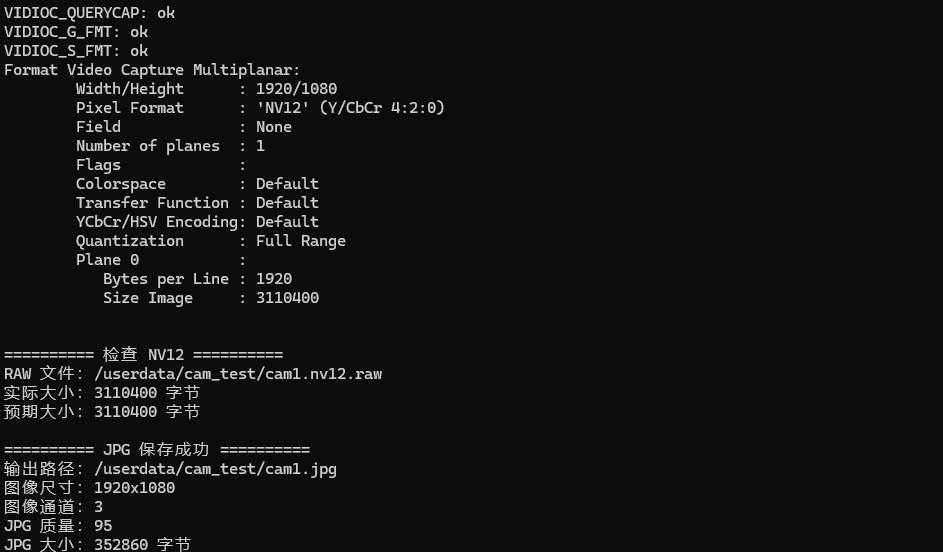 VIDIOC_QUERYCAP: ok
VIDIOC_G_FMT: ok
VIDIOC_S_FMT: ok
Format Video Capture Multiplanar:
        Width/Height      : 1920/1080
        Pixel Format      : 'NV12' (Y/CbCr 4:2:0)
        Field             : None
        Number of planes  : 1
        Flags             :
        Colorspace        : Default
        Transfer Function : Default
        YCbCr/HSV Encoding: Default
        Quantization      : Full Range
        Plane 0           :
           Bytes per Line : 1920
           Size Image     : 3110400
========== 检查 NV12 ==========
RAW 文件: /userdata/cam_test/cam1.nv12.raw
实际大小: 3110400 字节
预期大小: 3110400 字节
========== JPG 保存成功 ==========
输出路径: /userdata/cam_test/cam1.jpg
图像尺寸: 1920x1080
图像通道: 3
JPG 质量: 95
JPG 大小: 352860 字节